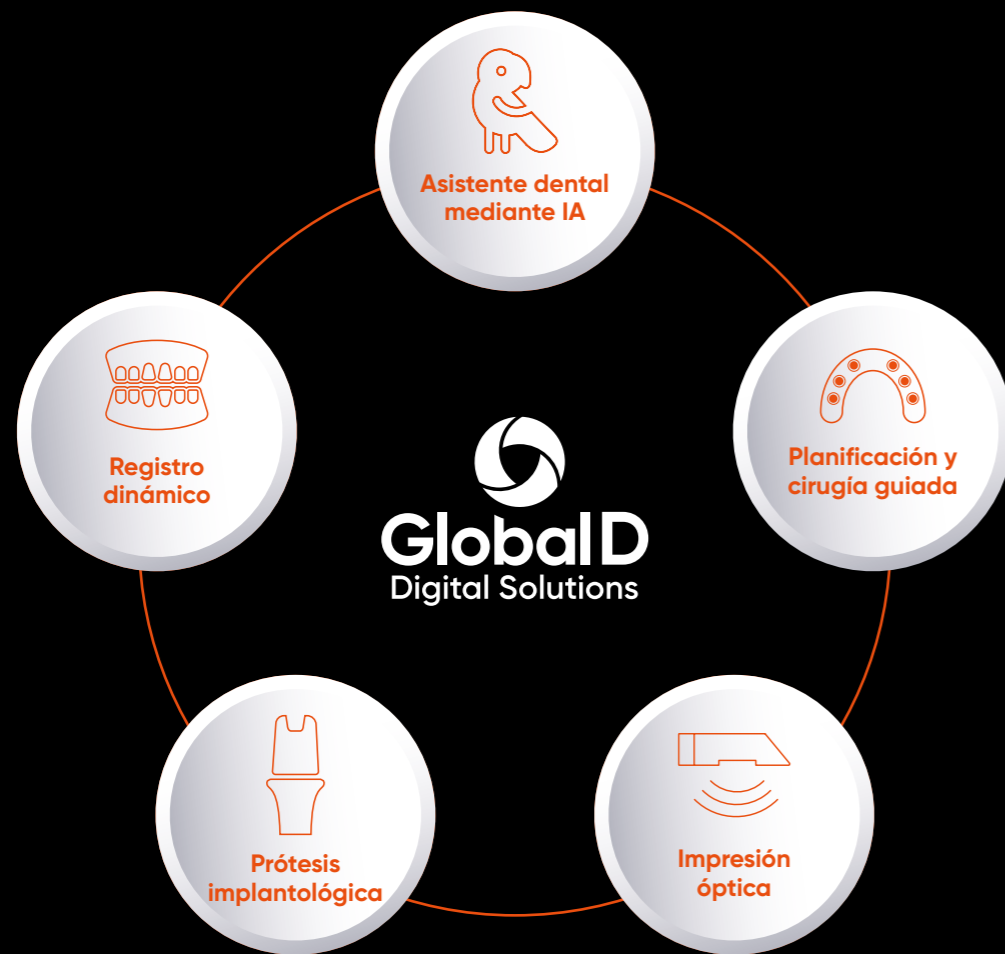 Asistente dental
mediante IA
Registro
dinámico
Planificación y
cirugía guiada
GlobalD
Digital Solutions
Prótesis
implantológica
Impresión
óptica